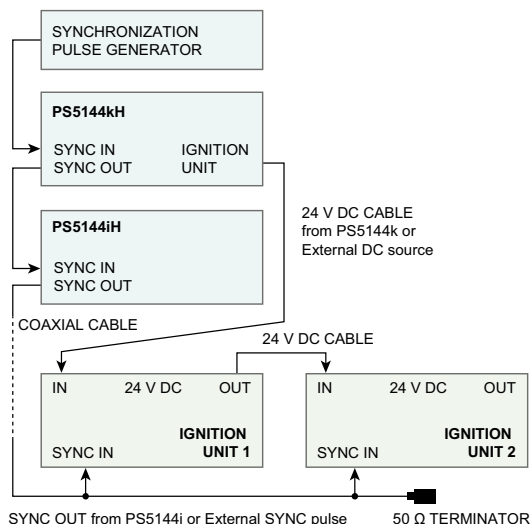 SYNCHRONIZATION
PULSE GENERATOR
PS5144kH
SYNC IN IGNITION
SYNC OUT UNIT
24 V DC CABLE
from PS5144k or
External DC source
PS5144iH
SYNC IN
SYNC OUT
COAXIAL CABLE
24 V DC CABLE
IN 24 V DC OUT
IGNITION
SYNC IN UNIT 1
IN 24 V DC OUT
IGNITION
SYNC IN UNIT 2
SYNC OUT from PS5144i or External SYNC pulse
50 Ω TERMINATOR